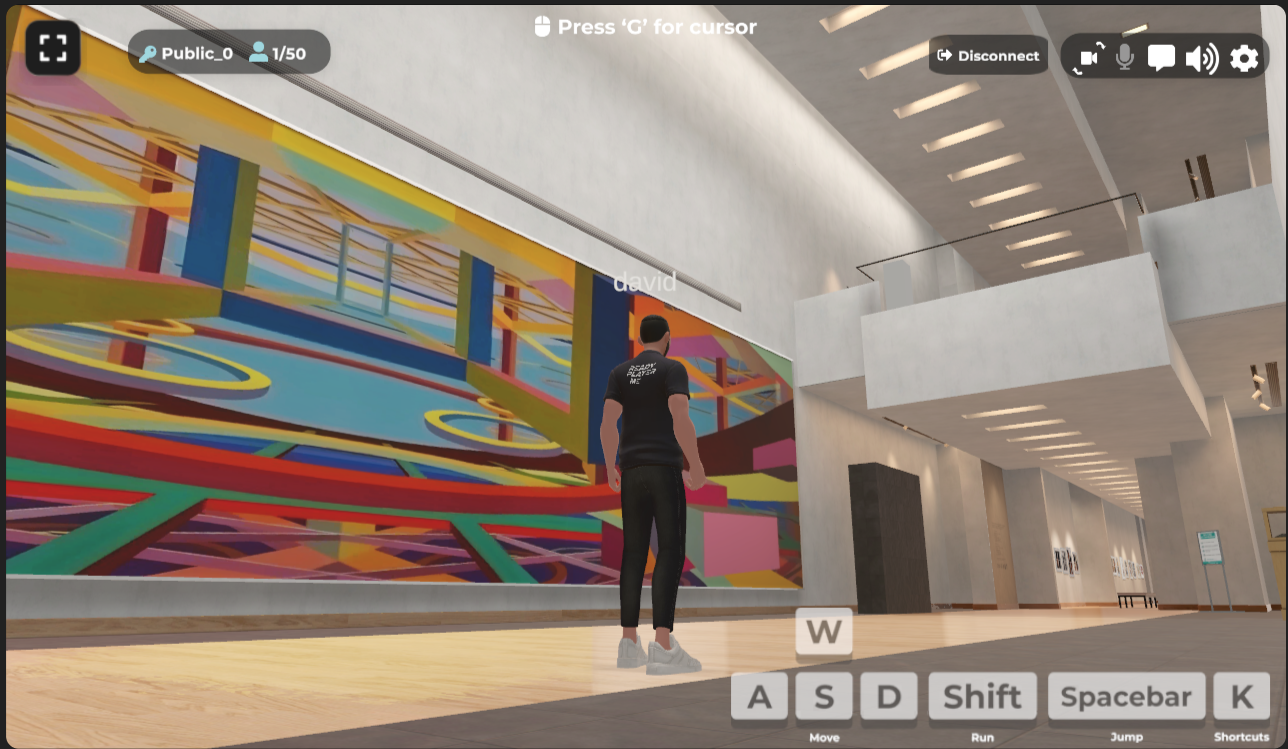 Press ‘G’ for cursor
Public_0
1/50
Disconnect
david
READY
PLAYER
ME
W
A
S
D
Shift
Spacebar
K
Move
Run
Jump
Shortcuts